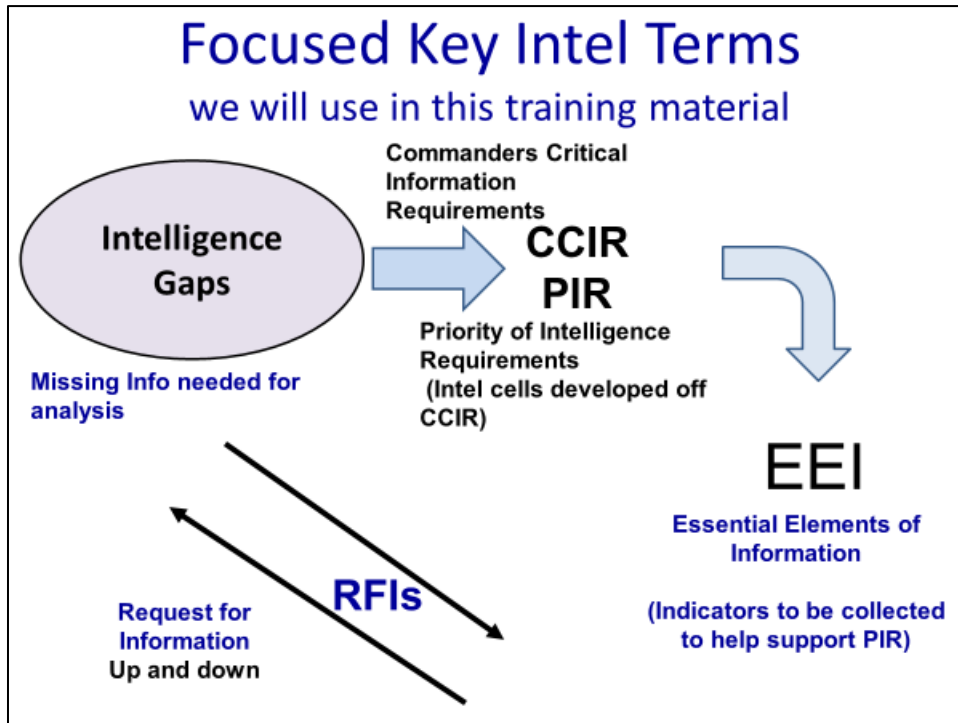 Focused Key Intel Terms
we will use in this training material
Commanders Critical
Information
Requirements
Intelligence
Gaps
CCIR
PIR
Priority of Intelligence
Requirements
(Intel cells developed off
CCIR)
Missing Info needed for
analysis
EEI
Essential Elements of
Information
(Indicators to be collected
to help support PIR)
RFIs
Request for
Information
Up and down